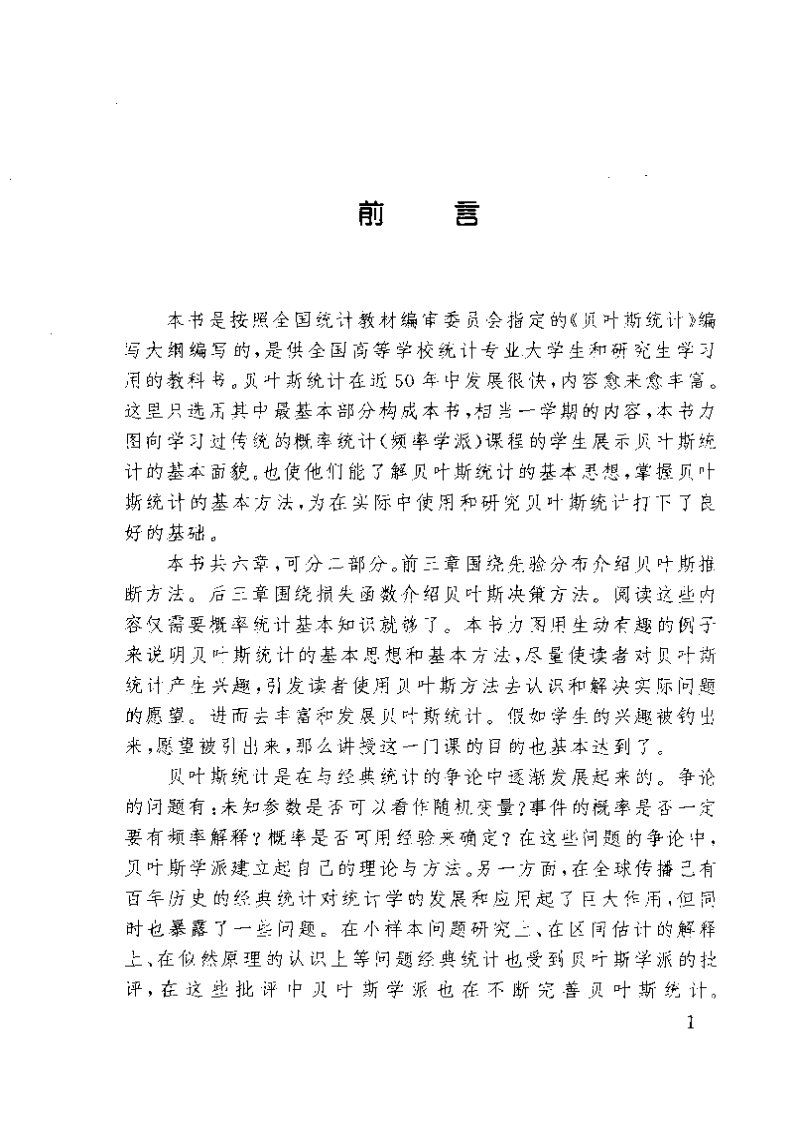 前 言
本书是按照全国统计教材编审委员会指定的《贝叶斯统计》编
写大纲编写的,是供全国高等学校统计专业大学生和研究生学习
用的教科书。贝叶斯统计在近50年中发展很快,内容愈来愈丰富。
这里只选用其中最基本部分构成本书,相当一学期的内容,本书力
图向学习过传统的概率统计(频率学派)课程的学生展示贝叶斯统
计的基本面貌。也使他们能了解贝叶斯统计的基本思想,掌握贝叶
斯统计的基本方法,为在实际中使用和研究贝叶斯统计打下了良
好的基础。
本书共六章,可分二部分。前三章围绕先验分布介绍贝叶斯推
断方法。后三章围绕损失函数介绍贝叶斯决策方法。阅读这些内
容仅需要概率统计基本知识就够了。本书力图用生动有趣的例子
来说明贝叶斯统计的基本思想和基本方法,尽量使读者对贝叶斯
统计产生兴趣,引发读者使用贝叶斯方法去认识和解决实际问题
的愿望。进而去丰富和发展贝叶斯统计。假如学生的兴趣被钓出
来,愿望被引出来,那么讲授这一门课的目的也基本达到了。
贝叶斯统计是在与经典统计的争论中逐渐发展起来的。争论
的问题有:未知参数是否可以看作随机变量?事件的概率是否一定
要有频率解释?概率是否可用经验来确定?在这些问题的争论中,
贝叶斯学派建立起自己的理论与方法。另一方面,在全球传播已有
百年历史的经典统计对统计学的发展和应用起了巨大作用,但同
时也暴露了一些问题。在小样本问题研究上、在区间估计的解释
上、在似然原理的认识上等问题经典统计也受到贝叶斯学派的批
评,在这些批评中贝叶斯学派也在不断完善贝叶斯统计。
1